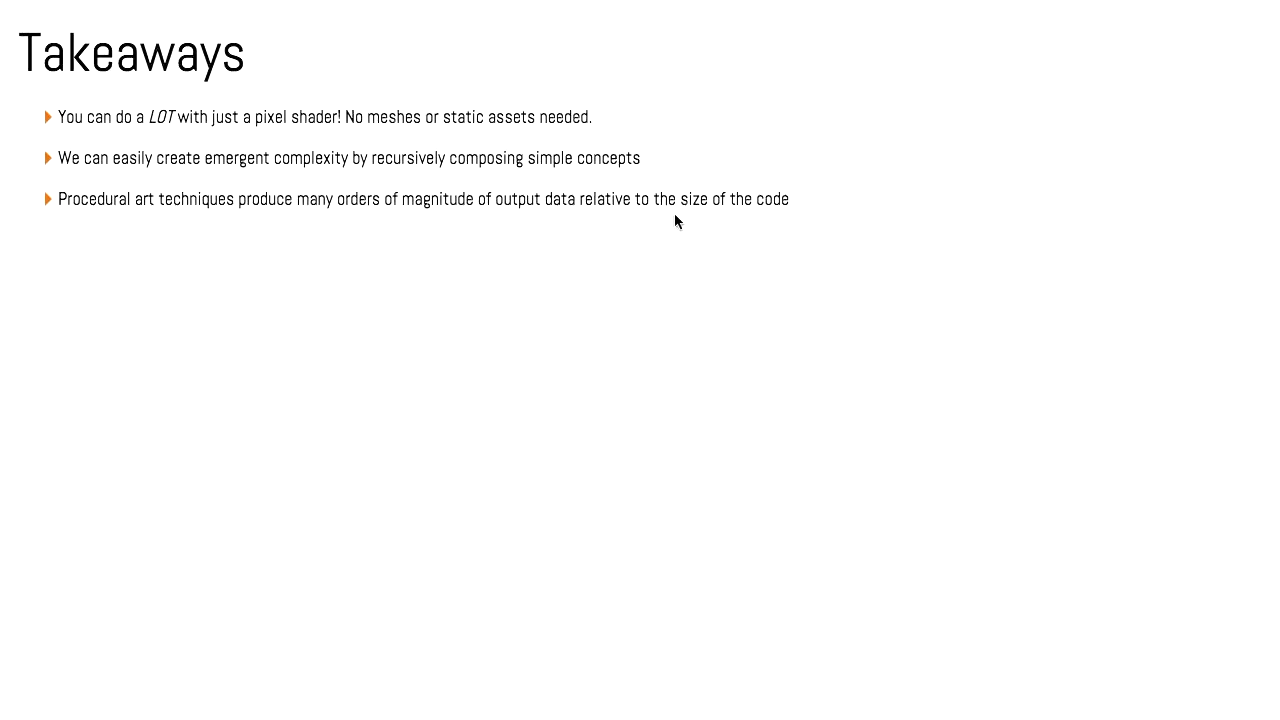 Takeaways
You can do a LOT with just a pixel shader! No meshes or static assets needed.
We can easily create emergent complexity by recursively composing simple concepts
Procedural art techniques produce many orders of magnitude of output data relative to the size of the code